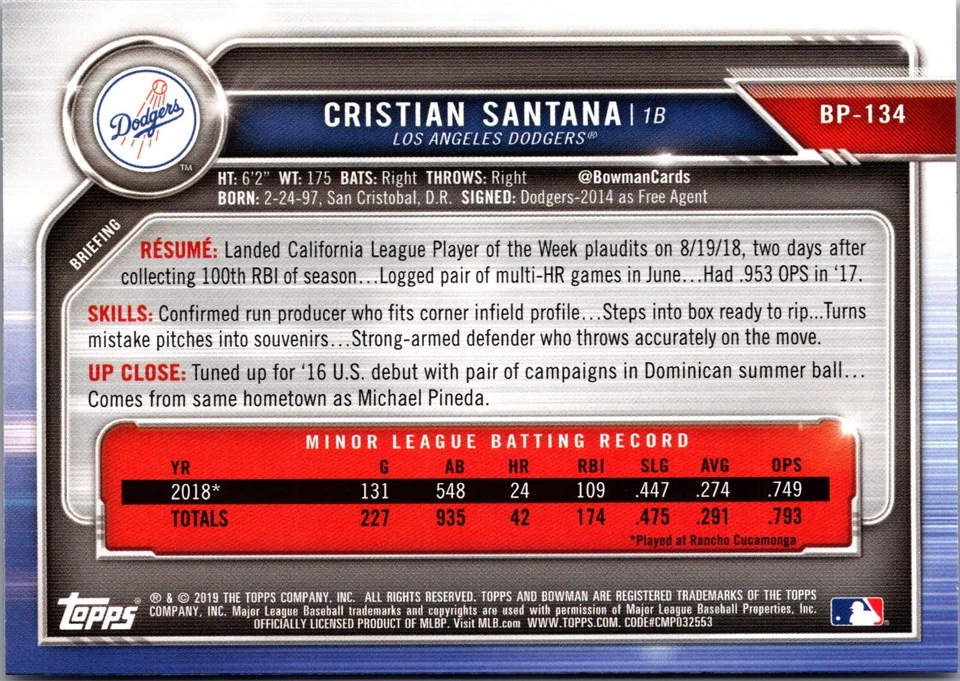 Dodgers
TM
CRISTIAN SANTANA | 1B
LOS ANGELES DODGERS®
BP-134
HT: 6'2" WT: 175 BATS: Right THROWS: Right @BowmanCards
BORN: 2-24-97, San Cristobal, D.R. SIGNED: Dodgers-2014 as Free Agent
BRIEFING
RÉSUMÉ: Landed California League Player of the Week plaudits on 8/19/18, two days after
collecting 100th RBI of season...Logged pair of multi-HR games in June...Had .953 OPS in '17.
SKILLS: Confirmed run producer who fits corner infield profile...Steps into box ready to rip...Turns
mistake pitches into souvenirs...Strong-armed defender who throws accurately on the move.
UP CLOSE: Tuned up for '16 U.S. debut with pair of campaigns in Dominican summer ball...
Comes from same hometown as Michael Pineda.
MINOR LEAGUE BATTING RECORD
YR G AB HR RBI SLG AVG OPS
2018* 131 548 24 109 .447 .274 .749
TOTALS 227 935 42 174 .475 .291 .793
*Played at Rancho Cucamonga
TOPPS®
® & © 2019 THE TOPPS COMPANY, INC. ALL RIGHTS RESERVED. TOPPS AND BOWMAN ARE REGISTERED TRADEMARKS OF THE TOPPS
COMPANY, INC. Major League Baseball trademarks and copyrights are used with permission of Major League Baseball Properties, Inc.
OFFICIALLY LICENSED PRODUCT OF MLBP. Visit MLB.com WWW.TOPPS.COM. CODE#CMP032553